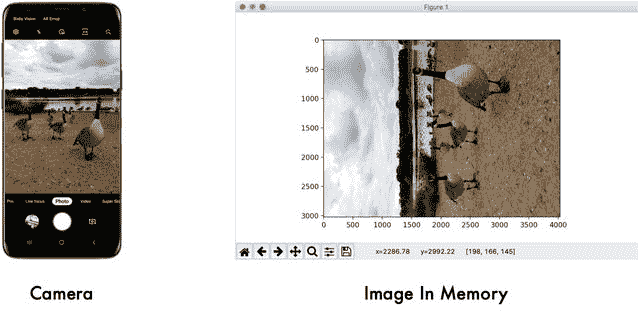 Bixby Vision AR Emoji
Pro Live focus Photo Video Super Slo
Camera
Figure 1
0
500
1000
1500
2000
2500
3000
0 500 1000 1500 2000 2500 3000 3500 4000
x=2286.78 y=2992.22 [198, 166, 145]
Image In Memory